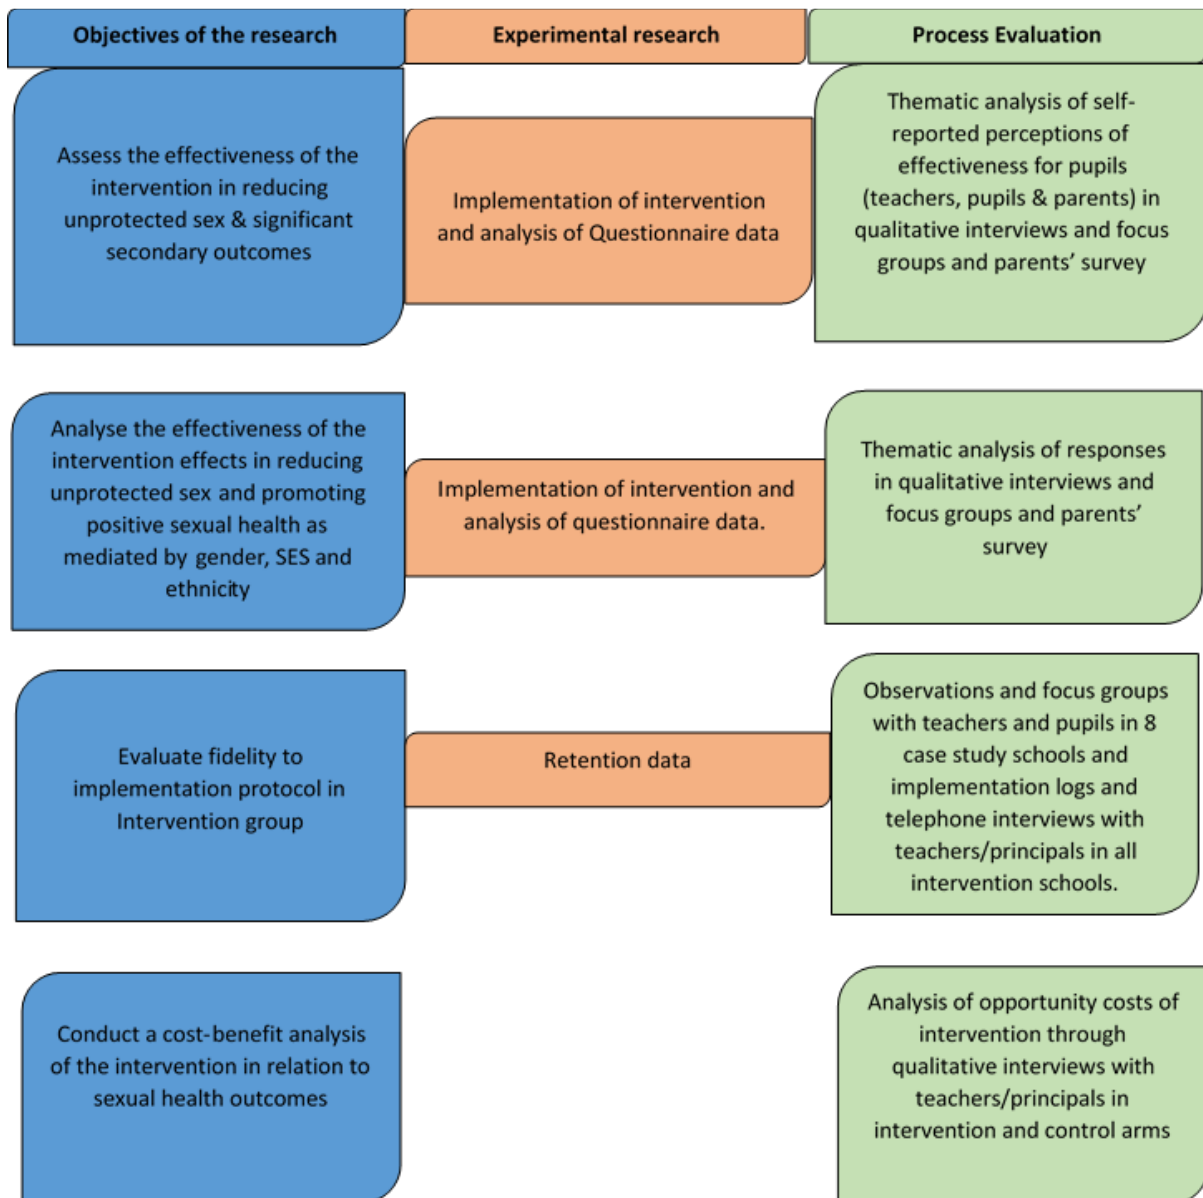 Objectives of the research
Experimental research
Process Evaluation
Assess the effectiveness of the
intervention in reducing
unprotected sex & significant
secondary outcomes
Implementation of intervention
and analysis of Questionnaire data
Thematic analysis of self-
reported perceptions of
effectiveness for pupil
(teachers, pupils & parents) in
qualitative interviews and focus
groups and parents’ survey
Analyse the effectiveness of the
intervention effects in reducing
unprotected sex and promoting
positive sexual health as
mediated by gender, SES and
ethnicity
Implementation of intervention and
analysis of questionnaire data.
Thematic analysis of responses
in qualitative interviews and
focus groups and parents’
survey
Evaluate fidelity to
implementation protocol in
Intervention group
Retention data
Observations and focus groups
with teachers and pupils in 8
case study schools and
implementation logs and
telephone interviews with
teachers/principals in all
intervention schools.
Conduct a cost-benefit analysis
of the intervention in relation to
sexual health outcomes
Analysis of opportunity costs of
intervention through
qualitative interviews with
teachers/principals in
intervention and control arms